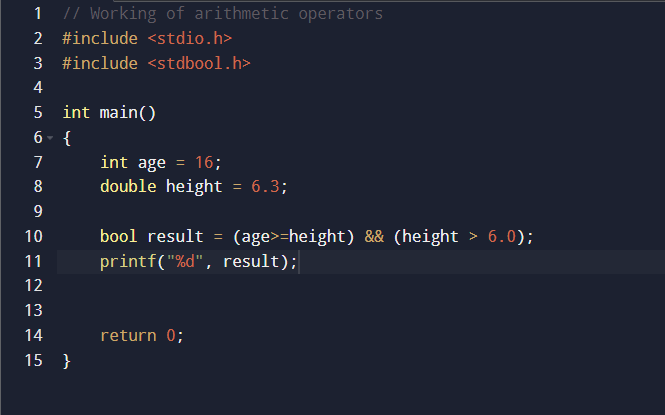 1 // Working of arithmetic operators
2 #include <stdio.h>
3 #include <stdbool.h>
4
5 int main()
6 {
7     int age = 16;
8     double height = 6.3;
9
10     bool result = (age>=height) && (height > 6.0);
11     printf("%d", result);
12
13
14     return 0;
15 }